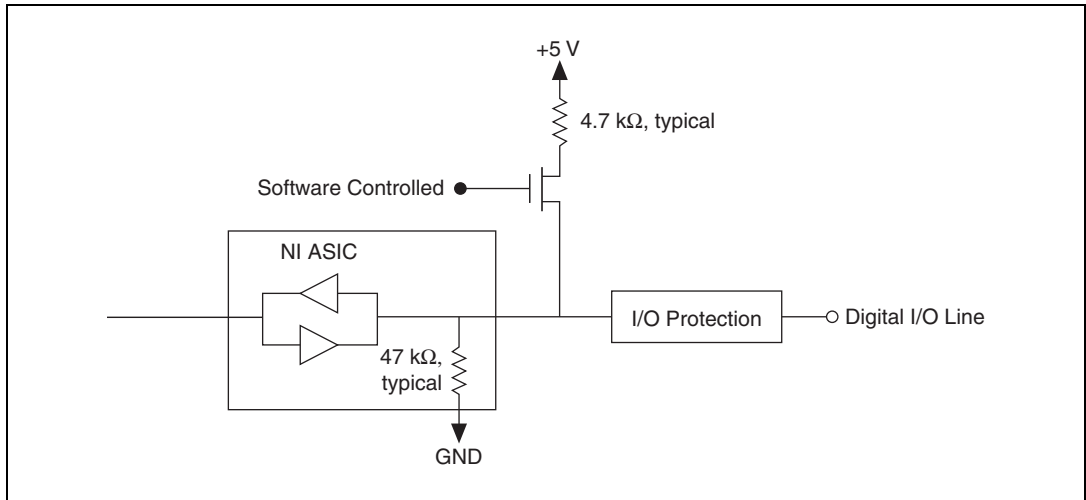 +5 V
4.7 kΩ, typical
Software Controlled
NI ASIC
I/O Protection
Digital I/O Line
47 kΩ,
typical
GND